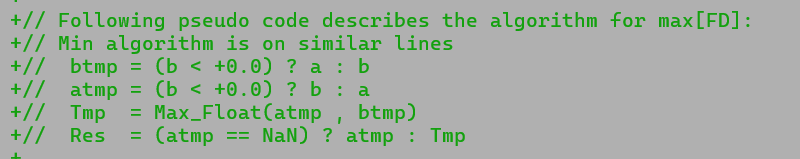 +// Following pseudo code describes the algorithm for max[FD]:
+// Min algorithm is on similar lines
+//  btmp = (b < +0.0) ? a : b
+//  atmp = (b < +0.0) ? b : a
+//  Tmp  = Max_Float(atmp , btmp)
+//  Res  = (atmp == NaN) ? atmp : Tmp
+